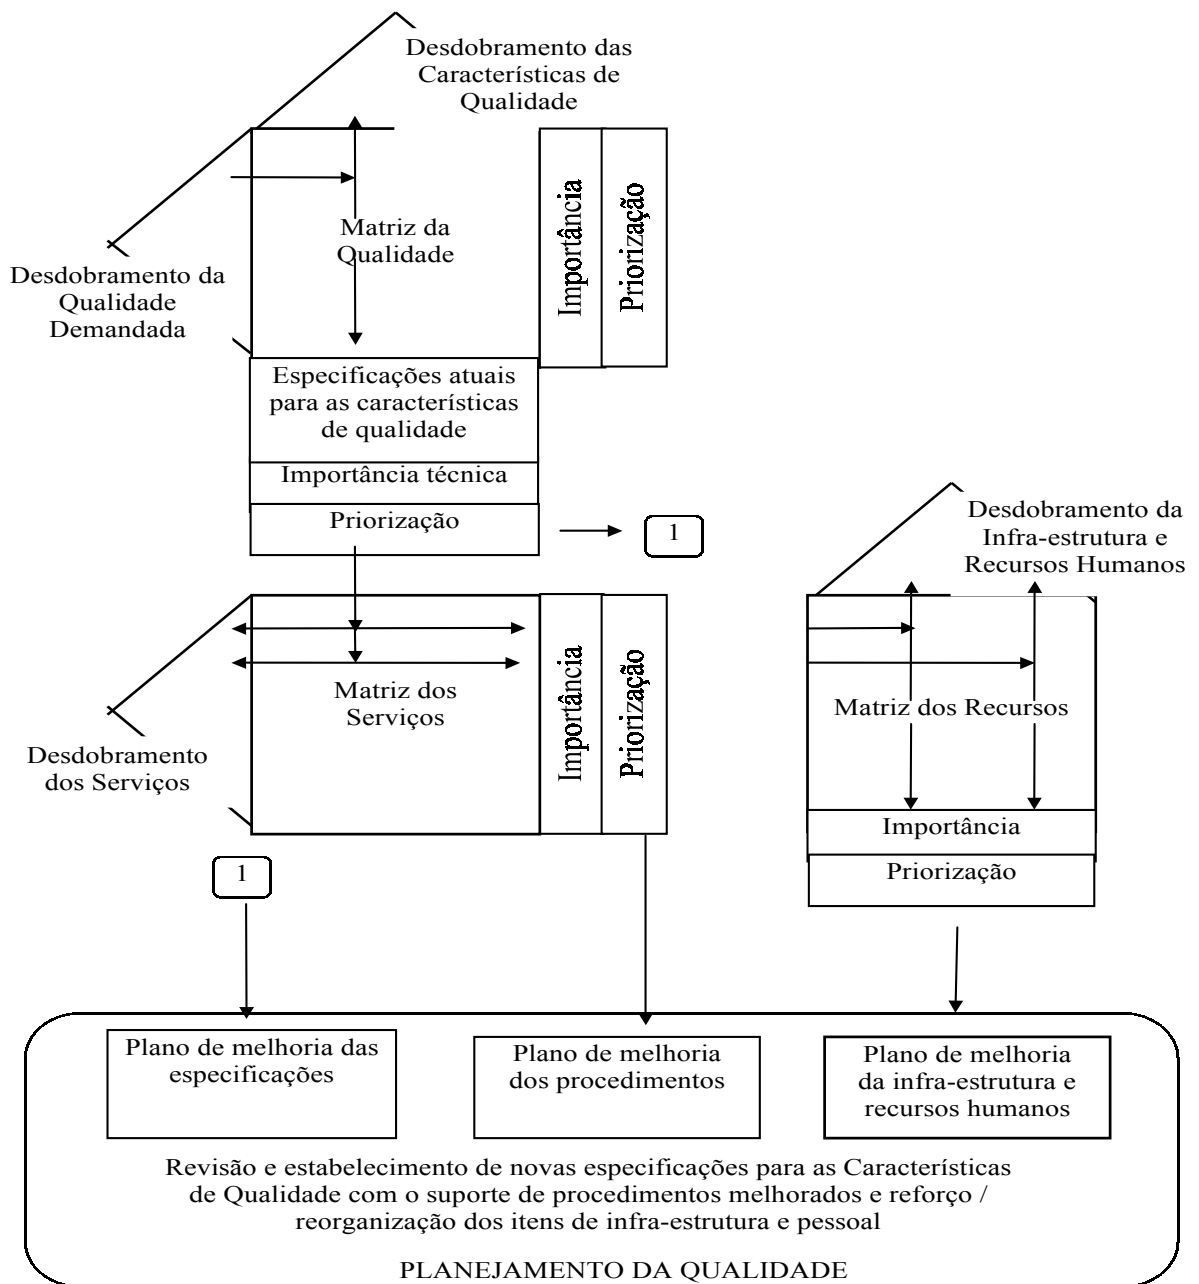 Desdobramento das
Características de
Qualidade
Importância
Priorização
Matriz da
Qualidade
Desdobramento da
Qualidade
Demandada
Especificações atuais
para as características
de qualidade
Importância técnica
Priorização
1
Desdobramento da
Infra-estrutura e
Recursos Humanos
Matriz dos
Serviços
Importância
Priorização
Matriz dos Recursos
Desdobramento
dos Serviços
Importância
Priorização
1
Plano de melhoria das
especificações
Plano de melhoria
dos procedimentos
Plano de melhoria
da infra-estrutura e
recursos humanos
Revisão e estabelecimento de novas especificações para as Características
de Qualidade com o suporte de procedimentos melhorados e reforço /
reorganização dos itens de infra-estrutura e pessoal
PLANEJAMENTO DA QUALIDADE